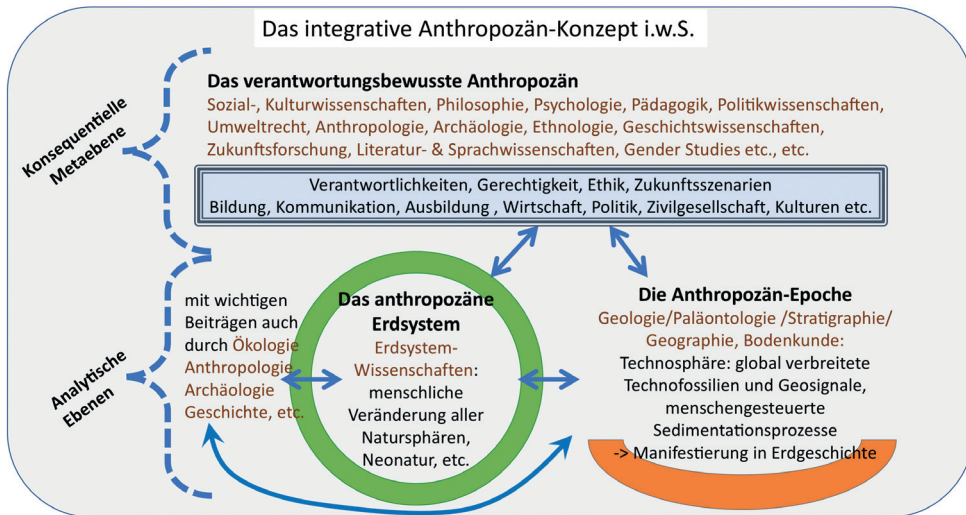 Das integrative Anthropozän-Konzept i.w.S.
Konsequentielle
Metaebene
Das verantwortungsbewusste Anthropozän
Sozial-, Kulturwissenschaften, Philosophie, Psychologie, Pädagogik, Politikwissenschaften,
Umweltrecht, Anthropologie, Archäologie, Ethnologie, Geschichtswissenschaften,
Zukunftsforschung, Literatur- & Sprachwissenschaften, Gender Studies etc., etc.
Verantwortlichkeiten, Gerechtigkeit, Ethik, Zukunftsszenarien
Bildung, Kommunikation, Ausbildung , Wirtschaft, Politik, Zivilgesellschaft, Kulturen etc.
Analytische
Ebenen
mit wichtigen
Beiträgen auch
durch Ökologie
Anthropologie
Archäologie
Geschichte, etc.
Das anthropozäne
Erdsystem
Erdsystem-
Wissenschaften:
menschliche
Veränderung aller
Natursphären,
Neonatur, etc.
Die Anthropozän-Epoche
Geologie/Paläontologie /Stratigraphie/
Geographie, Bodenkunde:
Technosphäre: global verbreitete
Technofossilien und Geosignale,
menschengesteuerte
Sedimentationsprozesse
-> Manifestierung in Erdgeschichte